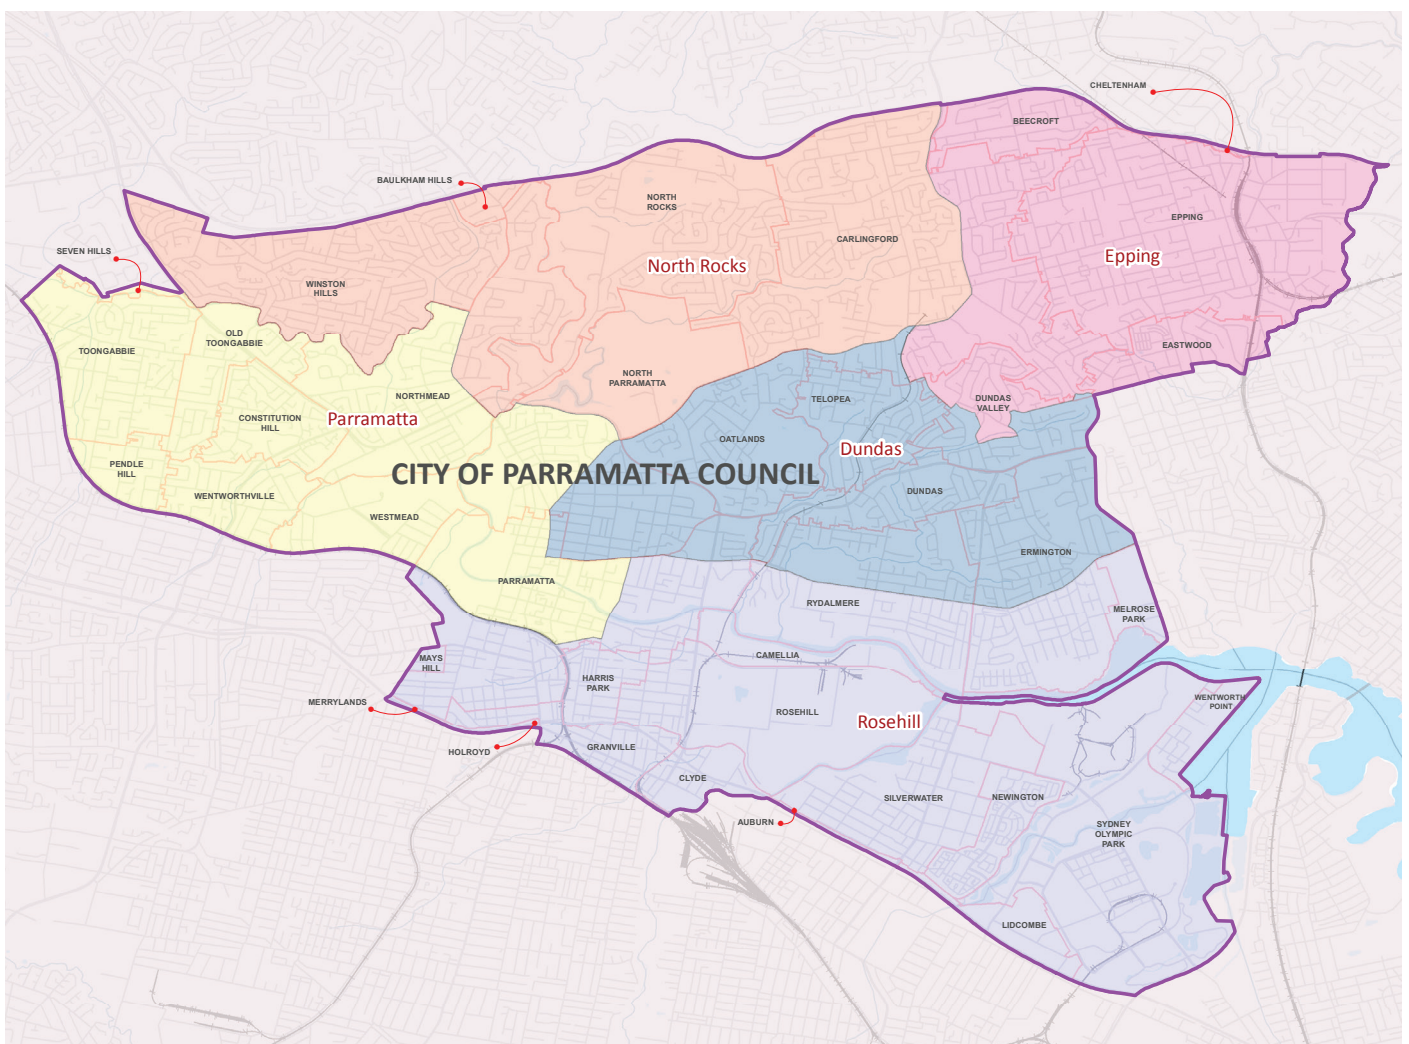 CHELTENHAM
BEECROFT
BAULKHAM HILLS
NORTH
ROCKS
EPPING
CARLINGFORD
SEVEN HILLS
Epping
North Rocks
WINSTON
HILLS
OLD
TOONGABBIE
TOONGABBIE
EASTWOOD
NORTH
PARRAMATTA
NORTHMEAD
TELOPEA
DUNDAS
VALLEY
CONSTITUTION
HILL
Parramatta
OATLANDS
Dundas
PENDLE
HILL
CITY OF PARRAMATTA COUNCIL
WENTWORTHVILLE
DUNDAS
WESTMEAD
ERMINGTON
PARRAMATTA
RYDALMERE
MELROSE
PARK
MAYS
HILL
CAMELLIA
HARRIS
PARK
MERRYLANDS
WENTWORTH
POINT
ROSEHILL
Rosehill
HOLROYD
GRANVILLE
CLYDE
SILVERWATER
NEWINGTON
AUBURN
SYDNEY
OLYMPIC
PARK
LIDCOMBE